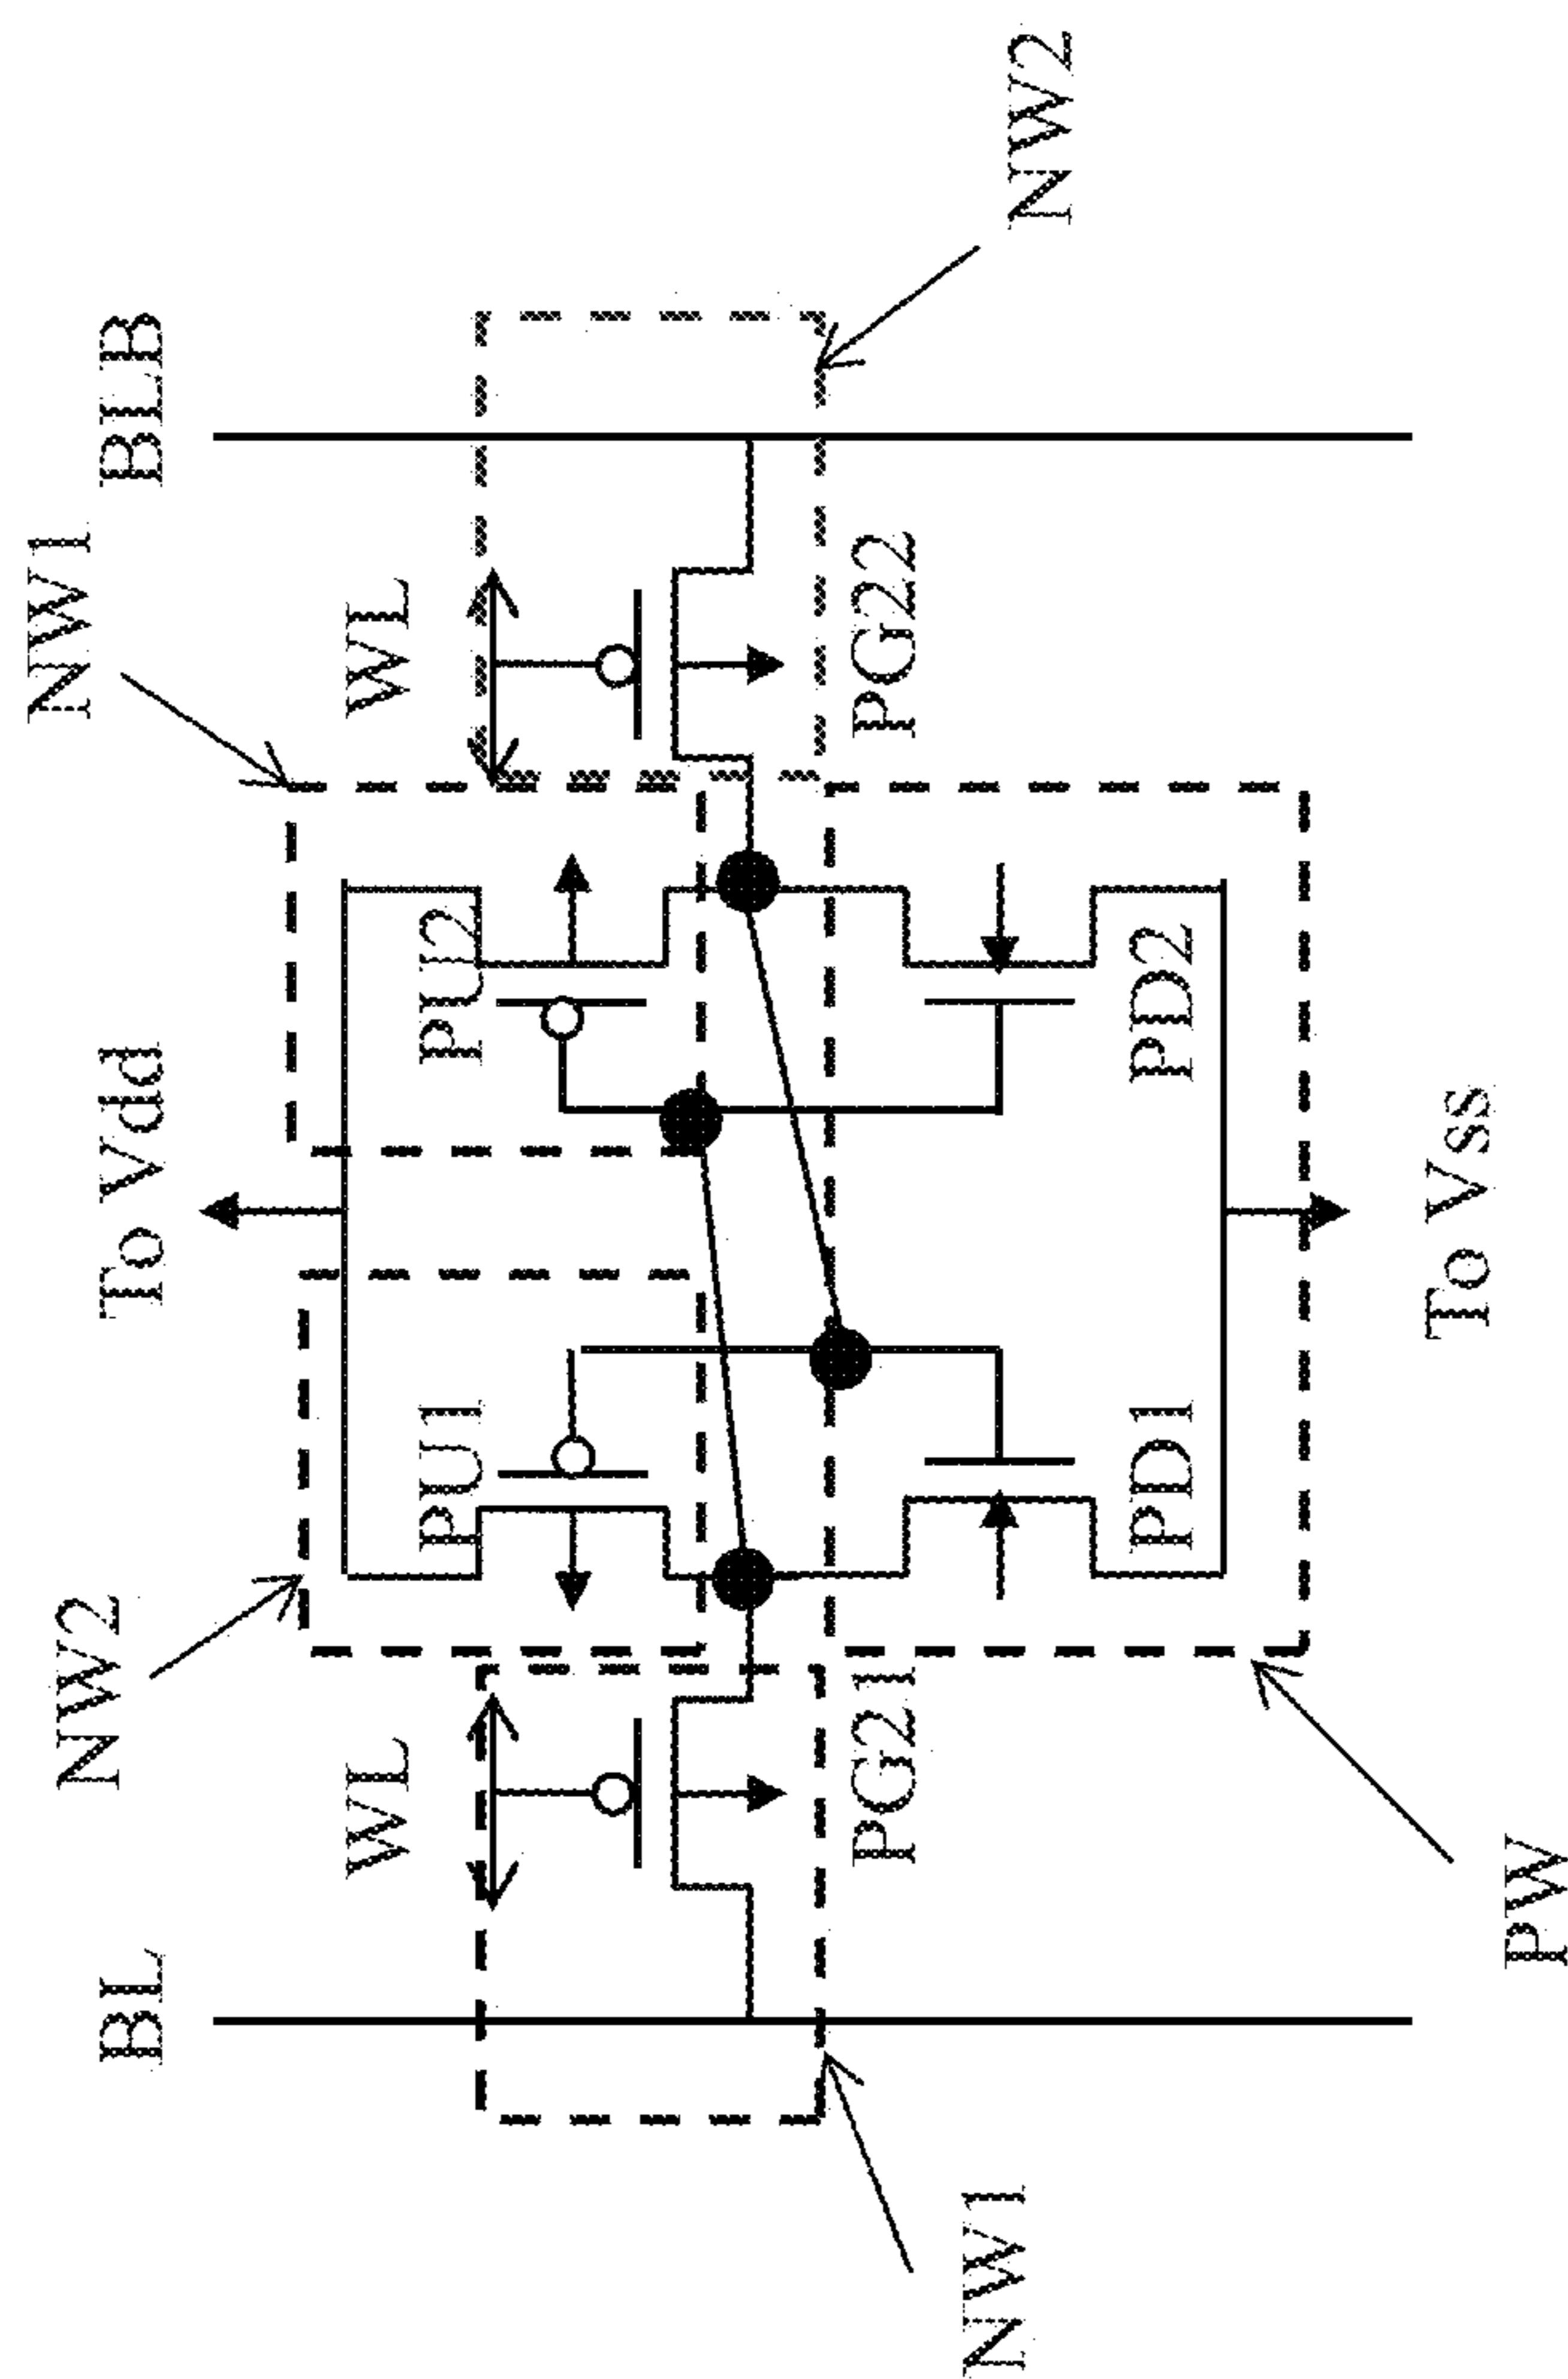 BL
To Vdd
BLB
NW2
NW1
WL
WL
PU1
PU2
PG21
PG22
NW1
NW2
PD1
PD2
PW
To Vss